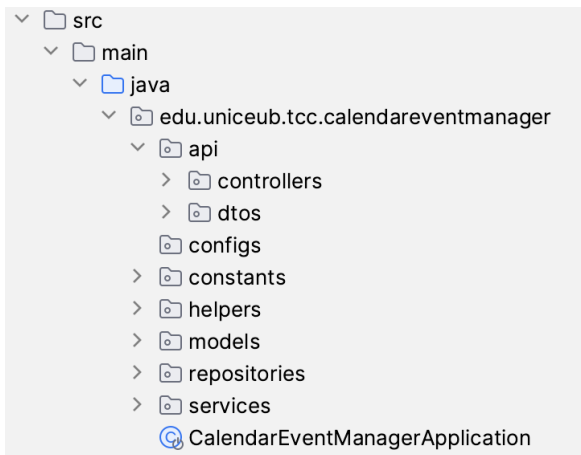 src
main
java
edu.uniceub.tcc.calendareventmanager
api
controllers
dtos
configs
constants
helpers
models
repositories
services
CalendarEventManagerApplication